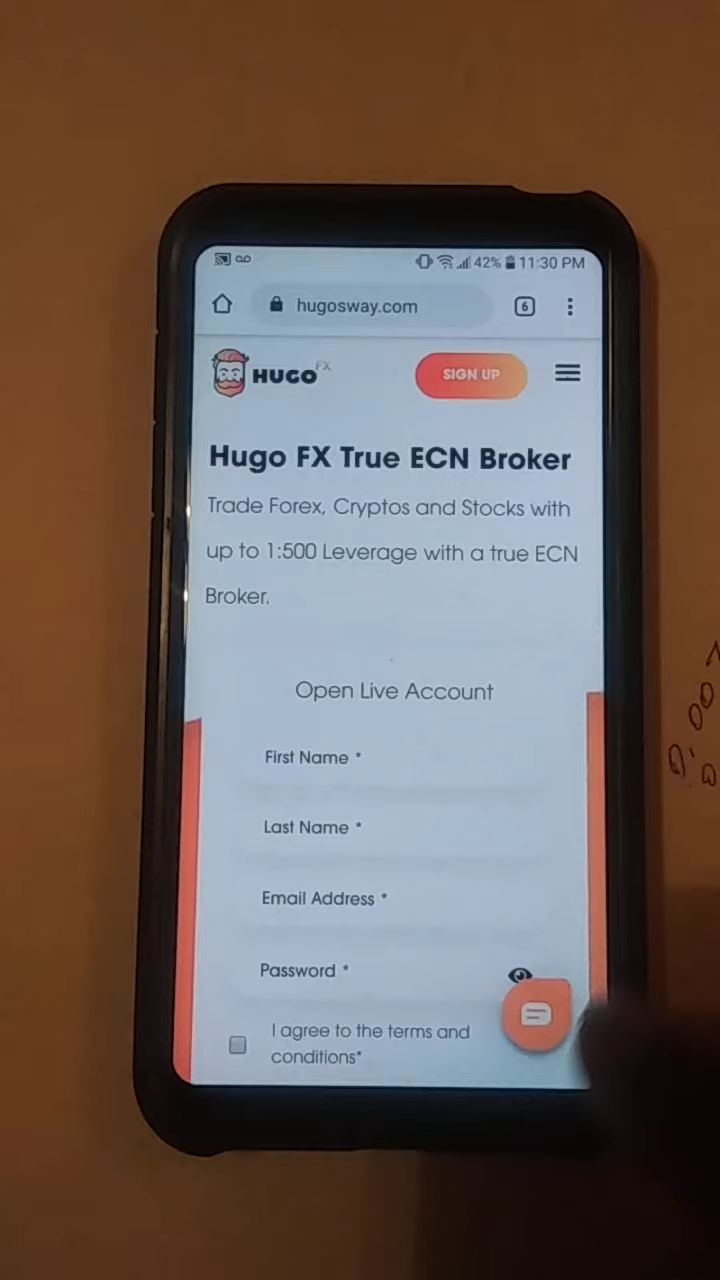 42% 11:30 PM
hugosway.com 6
HUGO FX SIGN UP
Hugo FX True ECN Broker
Trade Forex, Cryptos and Stocks with
up to 1:500 Leverage with a true ECN
Broker.
Open Live Account
First Name *
Last Name *
Email Address *
Password *
I agree to the terms and
conditions*